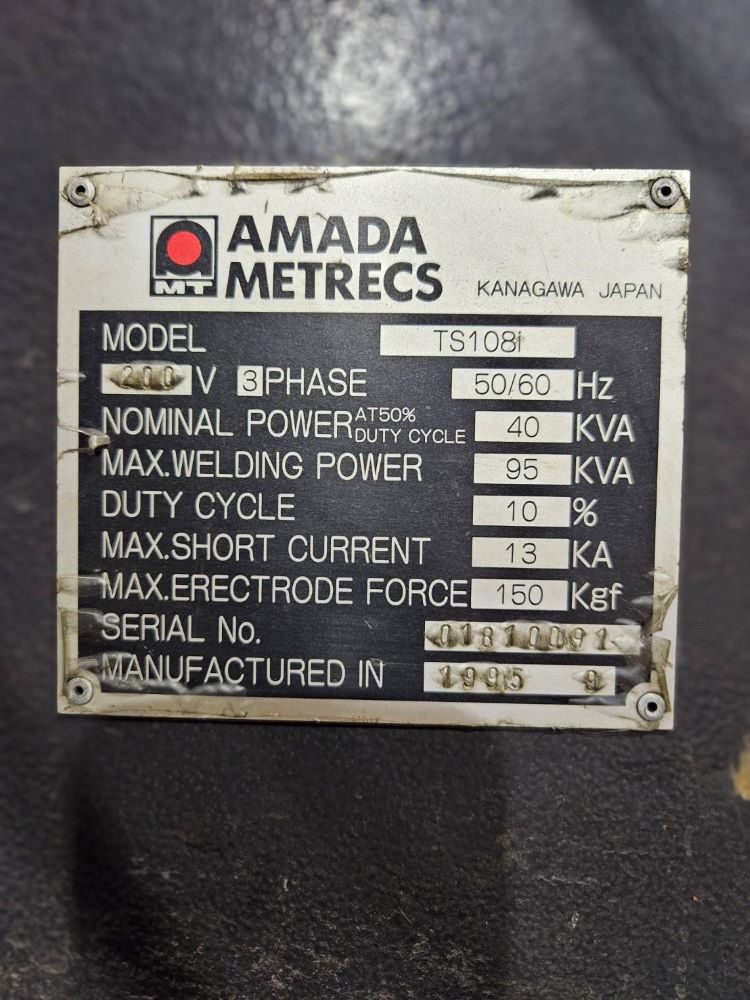 MT
AMADA
METRECS
KANAGAWA JAPAN
MODEL TS108i
200 V 3 PHASE 50/60 Hz
NOMINAL POWER AT50% DUTY CYCLE 40 KVA
MAX.WELDING POWER 95 KVA
DUTY CYCLE 10 %
MAX.SHORT CURRENT 13 KA
MAX.ERECTRODE FORCE 150 Kgf
SERIAL No. 01810091
MANUFACTURED IN 1995 9